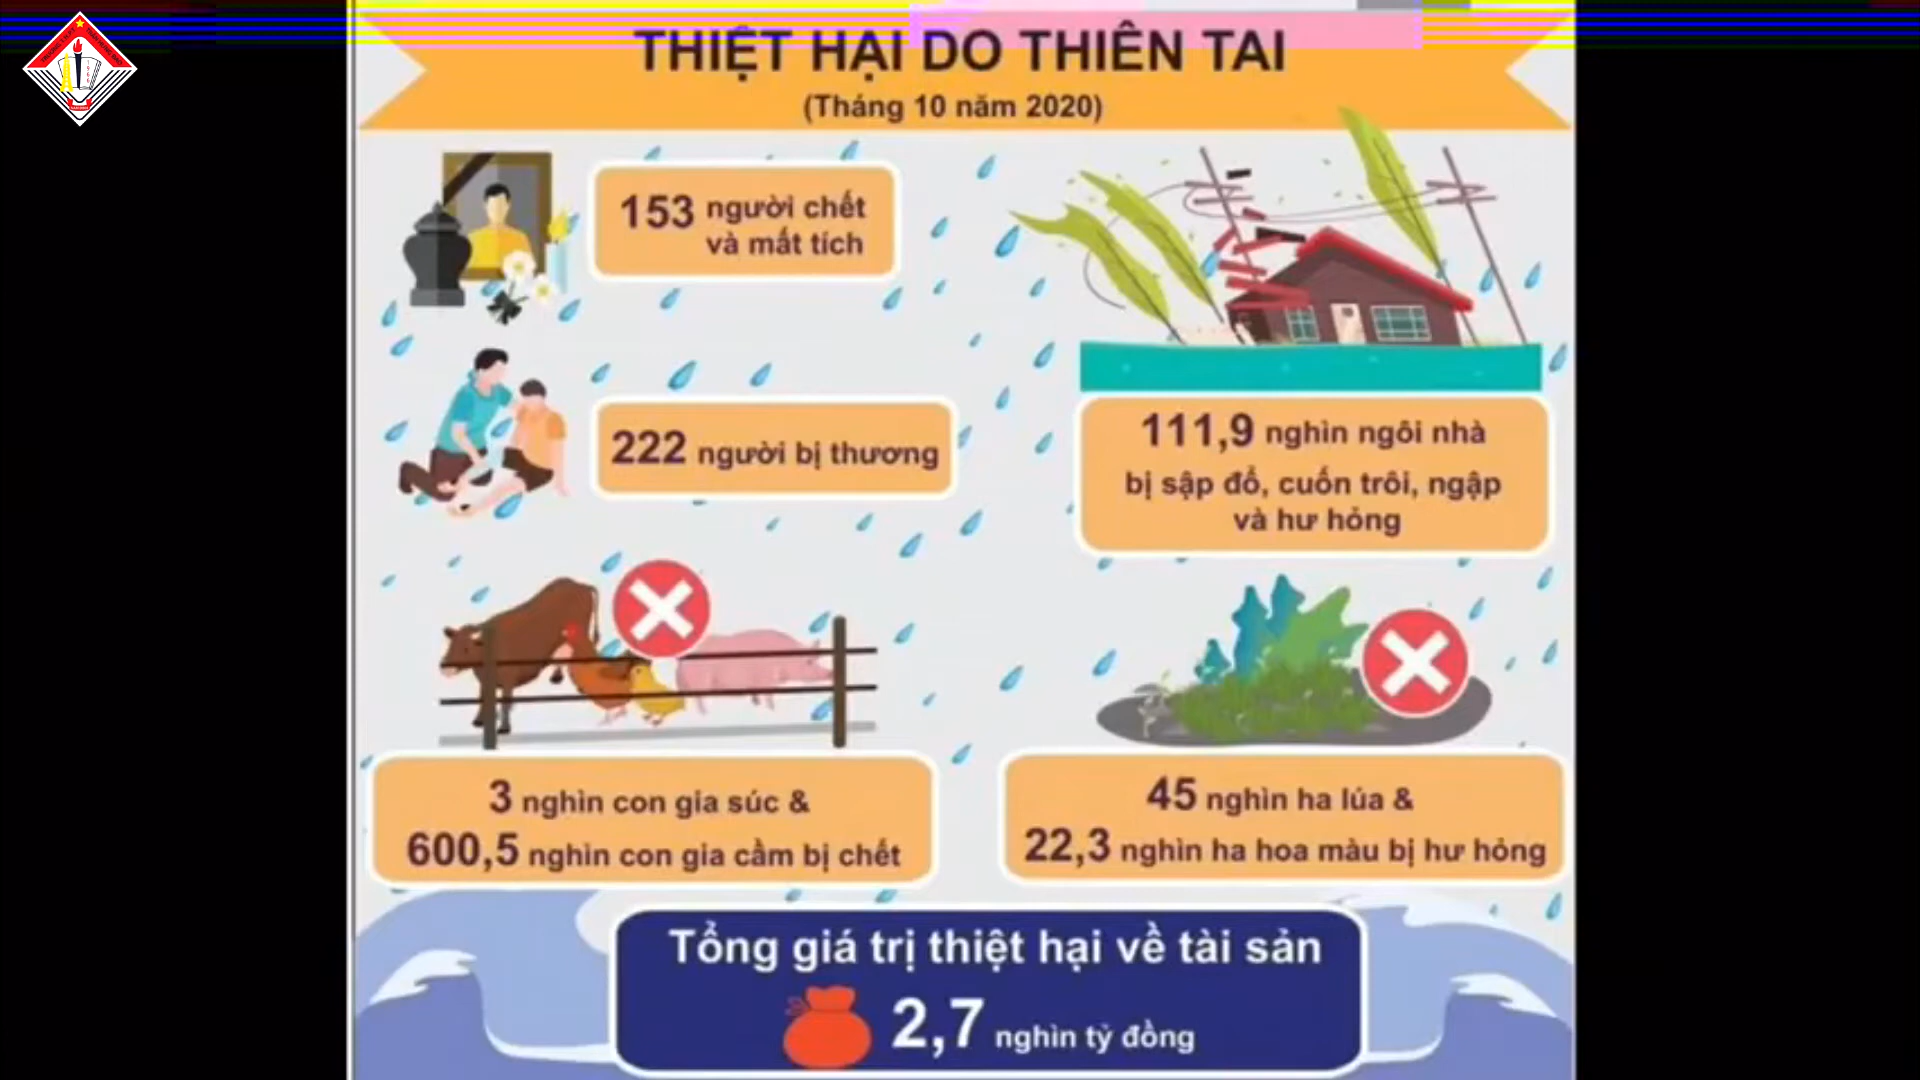 THIỆT HẠI DO THIÊN TAI
(Tháng 10 năm 2020)
153 người chết
và mất tích
222 người bị thương
111,9 nghìn ngôi nhà
bị sập đổ, cuốn trôi, ngập
và hư hỏng
3 nghìn con gia súc &
600,5 nghìn con gia cầm bị chết
45 nghìn ha lúa &
22,3 nghìn ha hoa màu bị hư hỏng
Tổng giá trị thiệt hại về tài sản
2,7 nghìn tỷ đồng